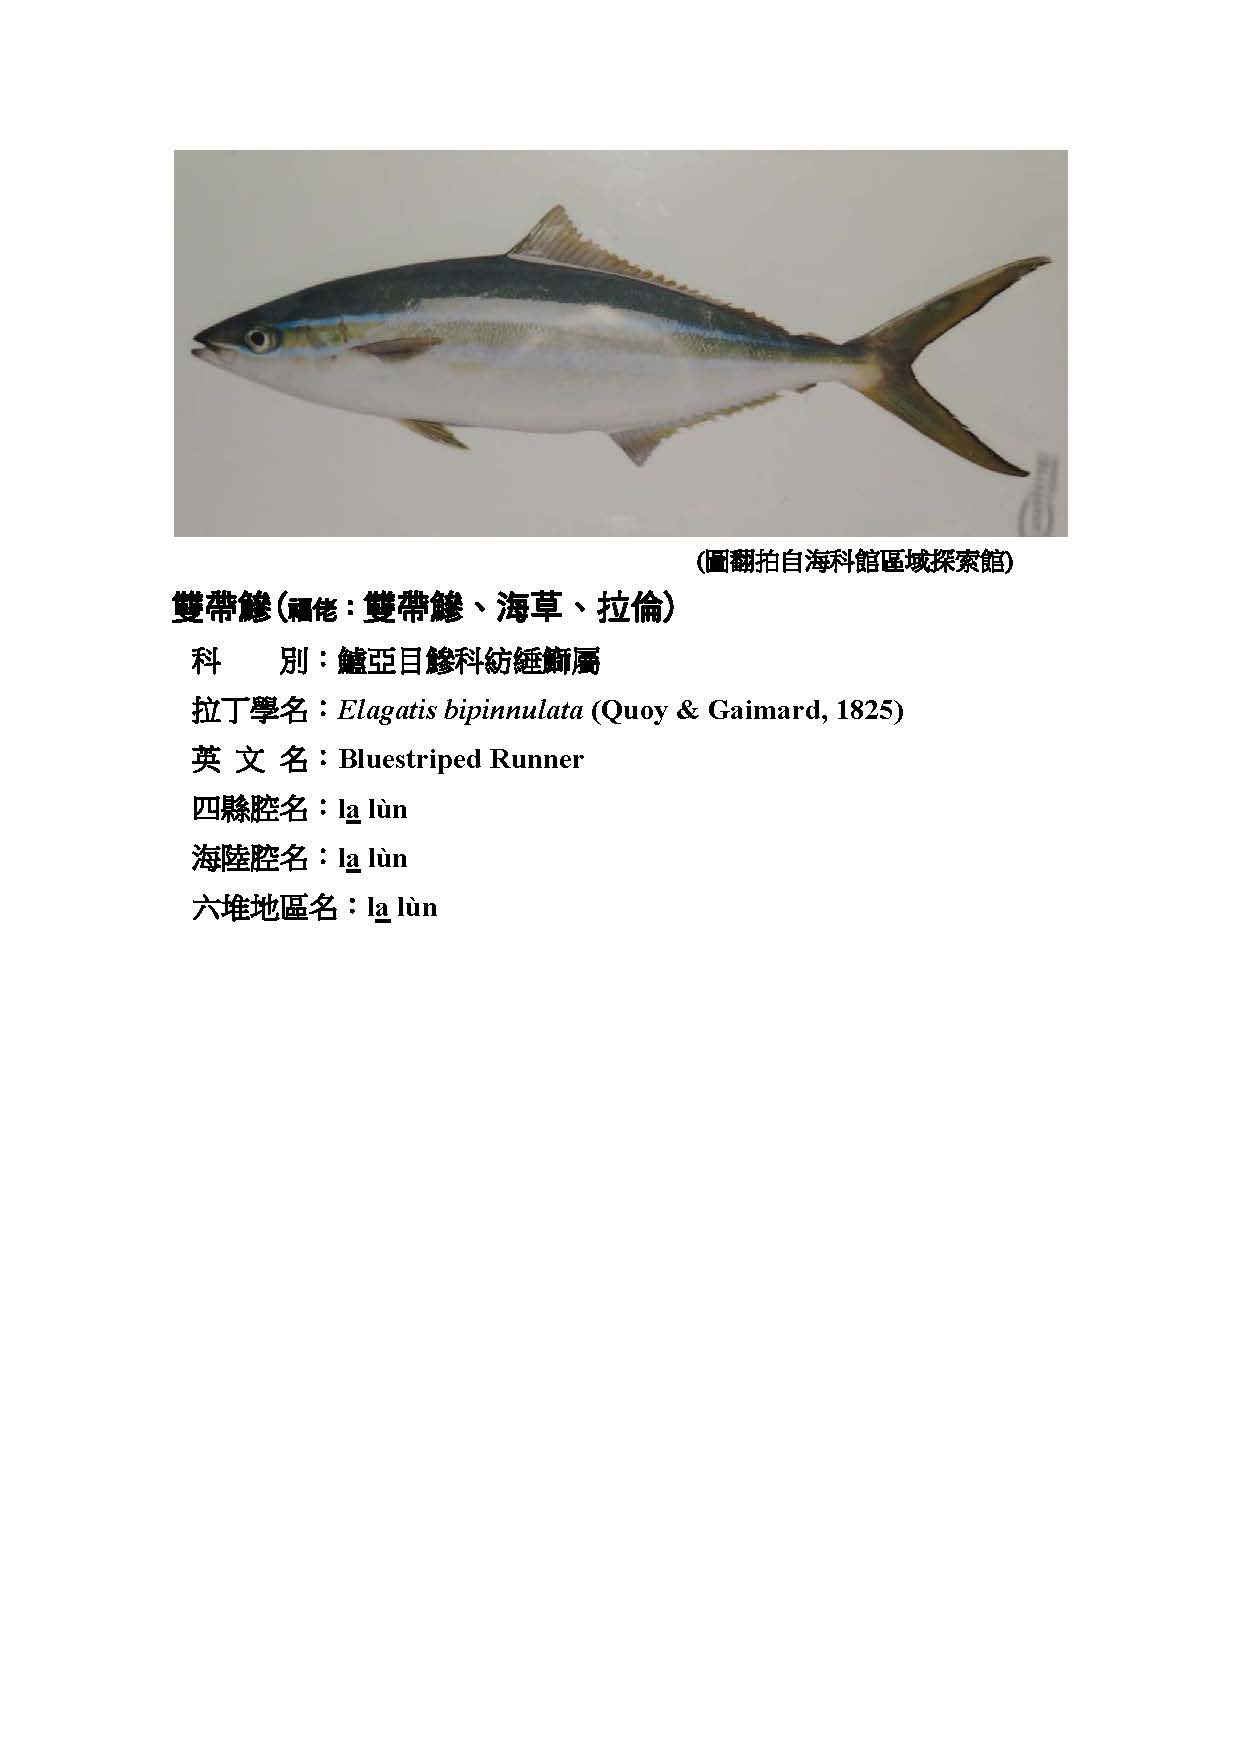 (圖翻拍自海科館區域探索館)
雙帶鰺(福佬：雙帶鰺、海草、拉倫)
科　　別：鱸亞目鰺科紡綞鰤屬
拉丁學名：Elagatis bipinnulata (Quoy & Gaimard, 1825)
英 文 名：Bluestriped Runner
四縣腔名：la lùn
海陸腔名：la lùn
六堆地區名：la lùn